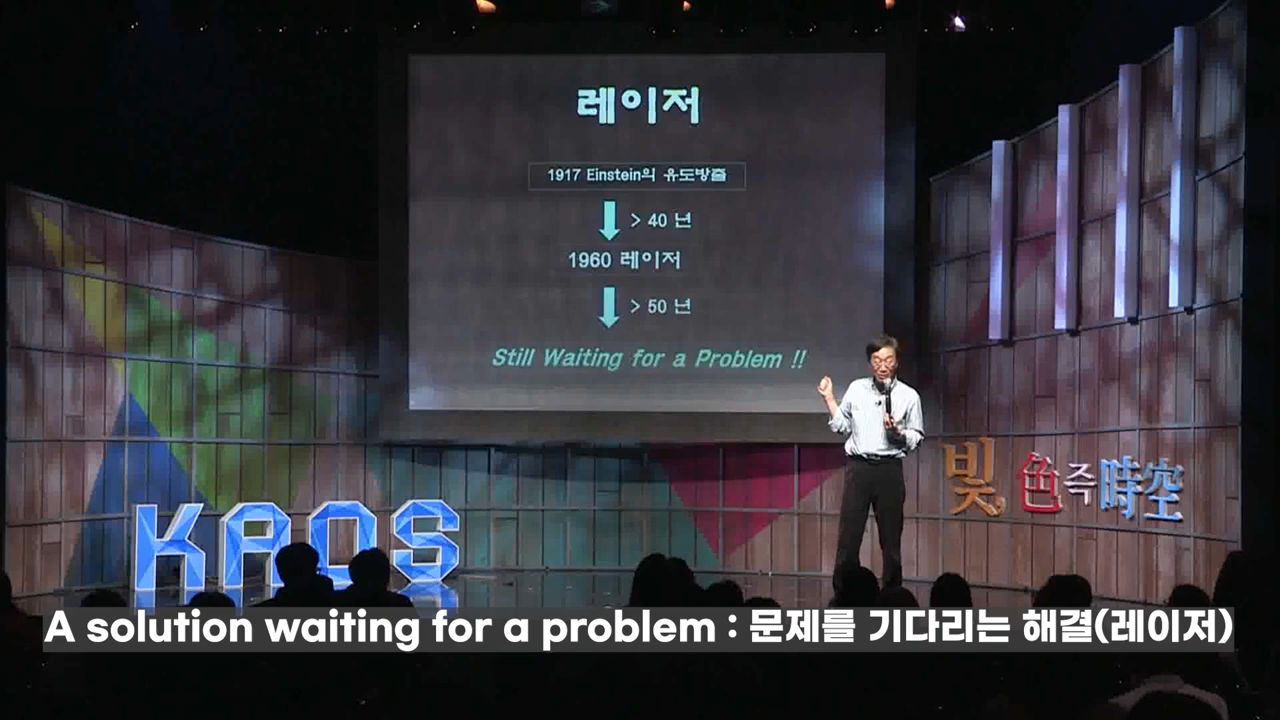 레이저
1917 Einstein의 유도방출
> 40 년
1960 레이저
> 50 년
Still Waiting for a Problem !!
빛, 色즉時空
KAOS
A solution waiting for a problem : 문제를 기다리는 해결(레이저)